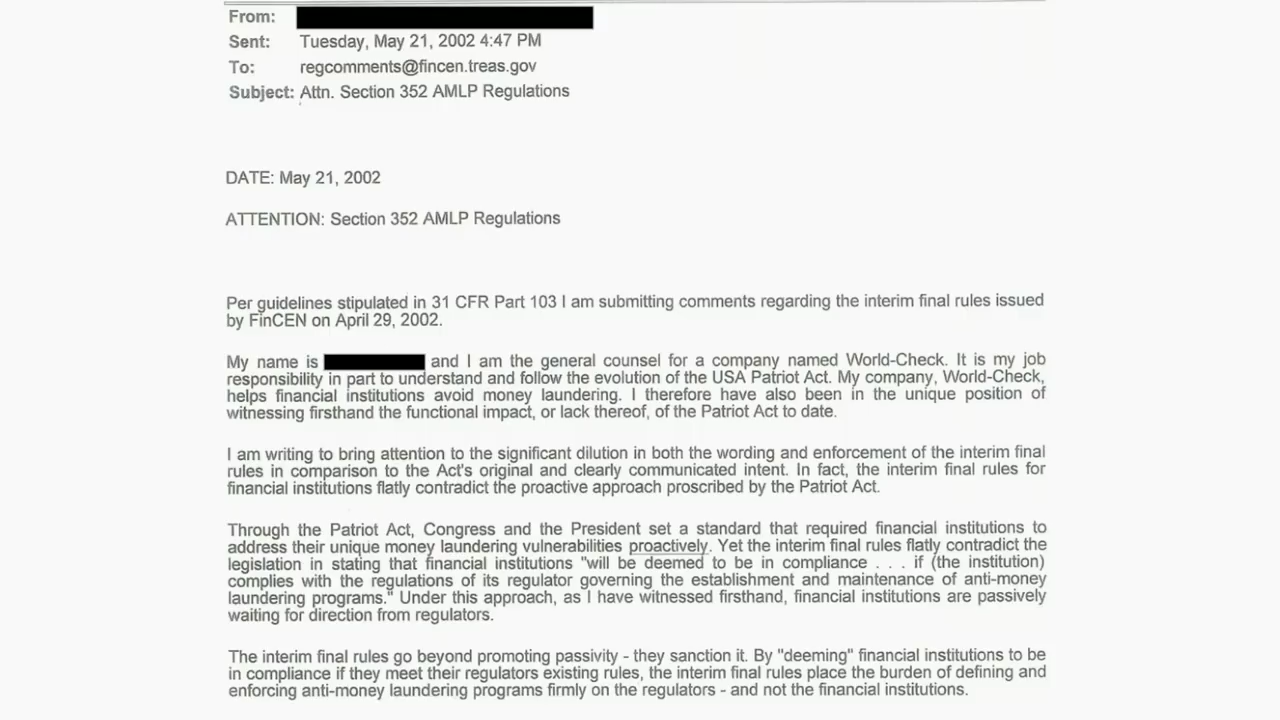 From:
Sent: Tuesday, May 21, 2002 4:47 PM
To: regcomments@fincen.treas.gov
Subject: Attn. Section 352 AMLP Regulations
DATE: May 21, 2002
ATTENTION: Section 352 AMLP Regulations
Per guidelines stipulated in 31 CFR Part 103 I am submitting comments regarding the interim final rules issued
by FinCEN on April 29, 2002.
My name is and I am the general counsel for a company named World-Check. It is my job
responsibility in part to understand and follow the evolution of the USA Patriot Act. My company, World-Check,
helps financial institutions avoid money laundering. I therefore have also been in the unique position of
witnessing firsthand the functional impact, or lack thereof, of the Patriot Act to date.
I am writing to bring attention to the significant dilution in both the wording and enforcement of the interim final
rules in comparison to the Act's original and clearly communicated intent. In fact, the interim final rules for
financial institutions flatly contradict the proactive approach proscribed by the Patriot Act.
Through the Patriot Act, Congress and the President set a standard that required financial institutions to
address their unique money laundering vulnerabilities proactively. Yet the interim final rules flatly contradict the
legislation in stating that financial institutions "will be deemed to be in compliance . . . if (the institution)
complies with the regulations of its regulator governing the establishment and maintenance of anti-money
laundering programs." Under this approach, as I have witnessed firsthand, financial institutions are passively
waiting for direction from regulators.
The interim final rules go beyond promoting passivity - they sanction it. By "deeming" financial institutions to be
in compliance if they meet their regulators existing rules, the interim final rules place the burden of defining and
enforcing anti-money laundering programs firmly on the regulators - and not the financial institutions.